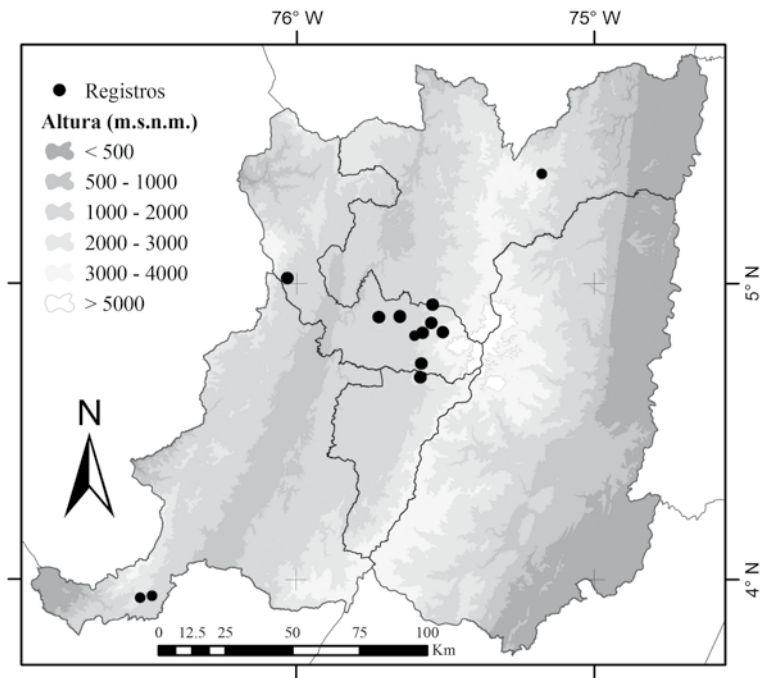 76° W 75° W
Registros
Altura (m.s.n.m.)
< 500
500 - 1000
1000 - 2000
2000 - 3000
3000 - 4000
> 5000
5° N
N
4° N
0 12.5 25 50 75 100
Km